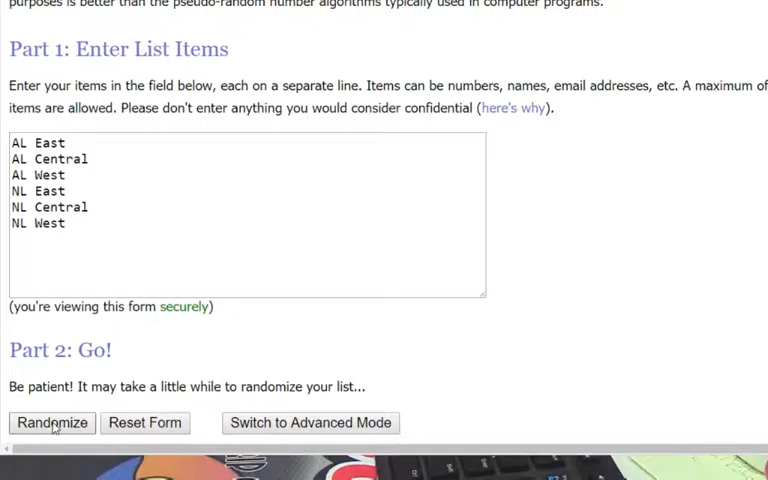 purposes is better than the pseudo-random number algorithms typically used in computer programs.
Part 1: Enter List Items
Enter your items in the field below, each on a separate line. Items can be numbers, names, email addresses, etc. A maximum of
items are allowed. Please don't enter anything you would consider confidential (here's why).
AL East
AL Central
AL West
NL East
NL Central
NL West
(you're viewing this form securely)
Part 2: Go!
Be patient! It may take a little while to randomize your list...
Randomize Reset Form Switch to Advanced Mode